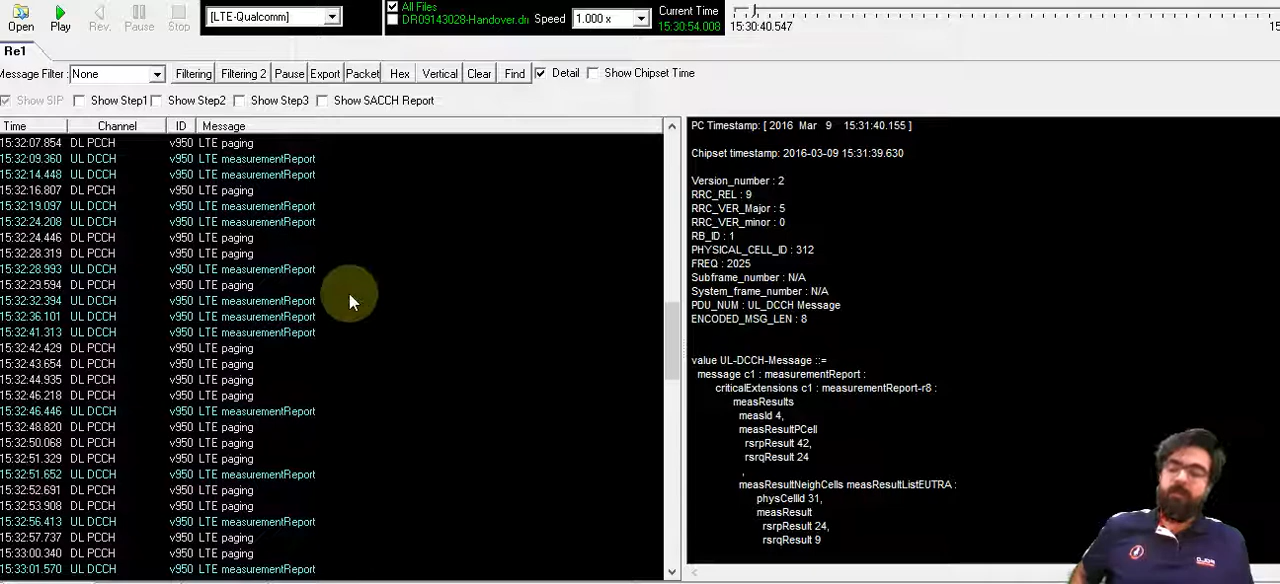 [LTE-Qualcomm]
All Files
DR09143028-Handover.drm
Speed 1.000 x
Current Time
15:30:54.008
15:30:40.547
Open Play Rev. Pause Stop
Re1
Message Filter: None Filtering Filtering 2 Pause Export Packet Hex Vertical Clear Find Detail Show Chipset Time
Show SIP Show Step1 Show Step2 Show Step3 Show SACCH Report
Time Channel ID Message
15:32:07.854 DL PCCH v950 LTE paging
15:32:09.360 UL DCCH v950 LTE measurementReport
15:32:14.448 UL DCCH v950 LTE measurementReport
15:32:16.807 DL PCCH v950 LTE paging
15:32:19.097 UL DCCH v950 LTE measurementReport
15:32:24.208 UL DCCH v950 LTE measurementReport
15:32:24.446 DL PCCH v950 LTE paging
15:32:28.319 DL PCCH v950 LTE paging
15:32:28.993 UL DCCH v950 LTE measurementReport
15:32:29.594 DL PCCH v950 LTE paging
15:32:32.394 UL DCCH v950 LTE measurementReport
15:32:36.101 UL DCCH v950 LTE measurementReport
15:32:41.313 UL DCCH v950 LTE measurementReport
15:32:42.429 DL PCCH v950 LTE paging
15:32:43.654 DL PCCH v950 LTE paging
15:32:44.935 DL PCCH v950 LTE paging
15:32:46.218 DL PCCH v950 LTE paging
15:32:46.446 UL DCCH v950 LTE measurementReport
15:32:48.820 DL PCCH v950 LTE paging
15:32:50.068 DL PCCH v950 LTE paging
15:32:51.329 DL PCCH v950 LTE paging
15:32:51.652 UL DCCH v950 LTE measurementReport
15:32:52.691 DL PCCH v950 LTE paging
15:32:53.908 DL PCCH v950 LTE paging
15:32:56.413 UL DCCH v950 LTE measurementReport
15:32:57.737 DL PCCH v950 LTE paging
15:33:00.340 DL PCCH v950 LTE paging
15:33:01.570 UL DCCH v950 LTE measurementReport
PC Timestamp: [ 2016 Mar 9 15:31:40.155 ]
Chipset timestamp: 2016-03-09 15:31:39.630
Version_number : 2
RRC_REL : 9
RRC_VER_Major : 5
RRC_VER_minor : 0
RB_ID : 1
PHYSICAL_CELL_ID : 312
FREQ : 2025
Subframe_number : N/A
System_frame_number : N/A
PDU_NUM : UL_DCCH Message
ENCODED_MSG_LEN : 8
value UL-DCCH-Message ::=
message c1 : measurementReport :
criticalExtensions c1 : measurementReport-r8 :
measResults
measId 4,
measResultPCell
rsrpResult 42,
rsrqResult 24
,
measResultNeighCells measResultListEUTRA :
physCellId 31,
measResult
rsrpResult 24,
rsrqResult 9